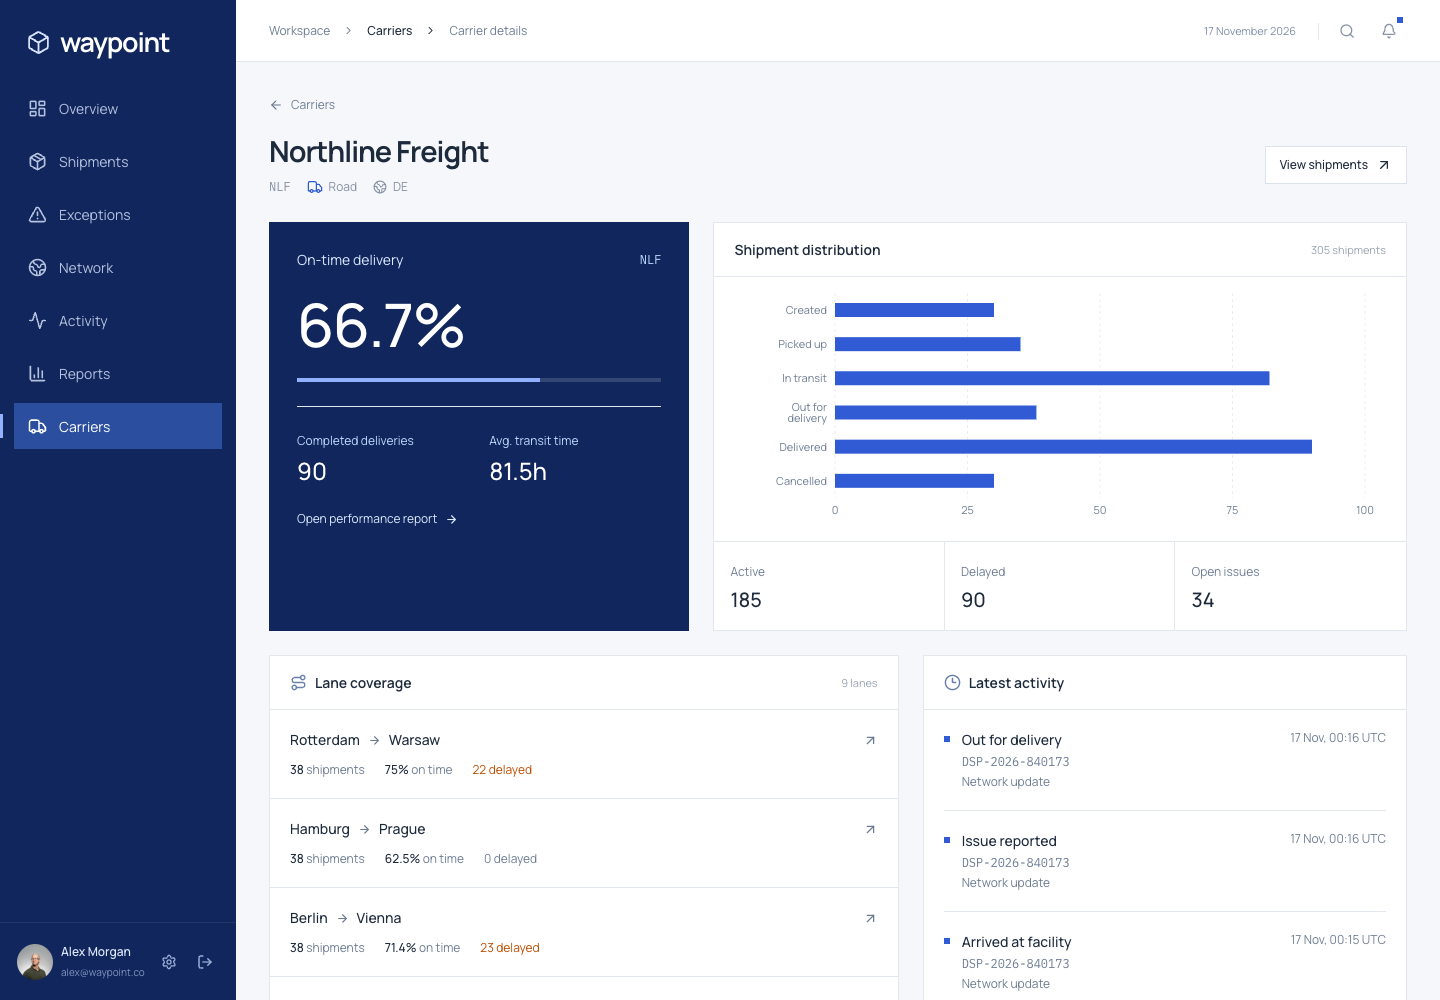 waypoint
Overview
Shipments
Exceptions
Network
Activity
Reports
Carriers
Alex Morgan
alex@waypoint.co
Workspace
Carriers
Carrier details
17 November 2026
Carriers
Northline Freight
NLF
Road
DE
View shipments
On-time delivery
NLF
66.7%
Completed deliveries
90
Avg. transit time
81.5h
Open performance report
Shipment distribution
305 shipments
Created
Picked up
In transit
Out for
delivery
Delivered
Cancelled
0
25
50
75
100
Active
185
Delayed
90
Open issues
34
Lane coverage
9 lanes
Rotterdam
Warsaw
38 shipments
75% on time
22 delayed
Hamburg
Prague
38 shipments
62.5% on time
0 delayed
Berlin
Vienna
38 shipments
71.4% on time
23 delayed
Latest activity
Out for delivery
17 Nov, 00:16 UTC
DSP-2026-840173
Network update
Issue reported
17 Nov, 00:16 UTC
DSP-2026-840173
Network update
Arrived at facility
17 Nov, 00:15 UTC
DSP-2026-840173
Network update